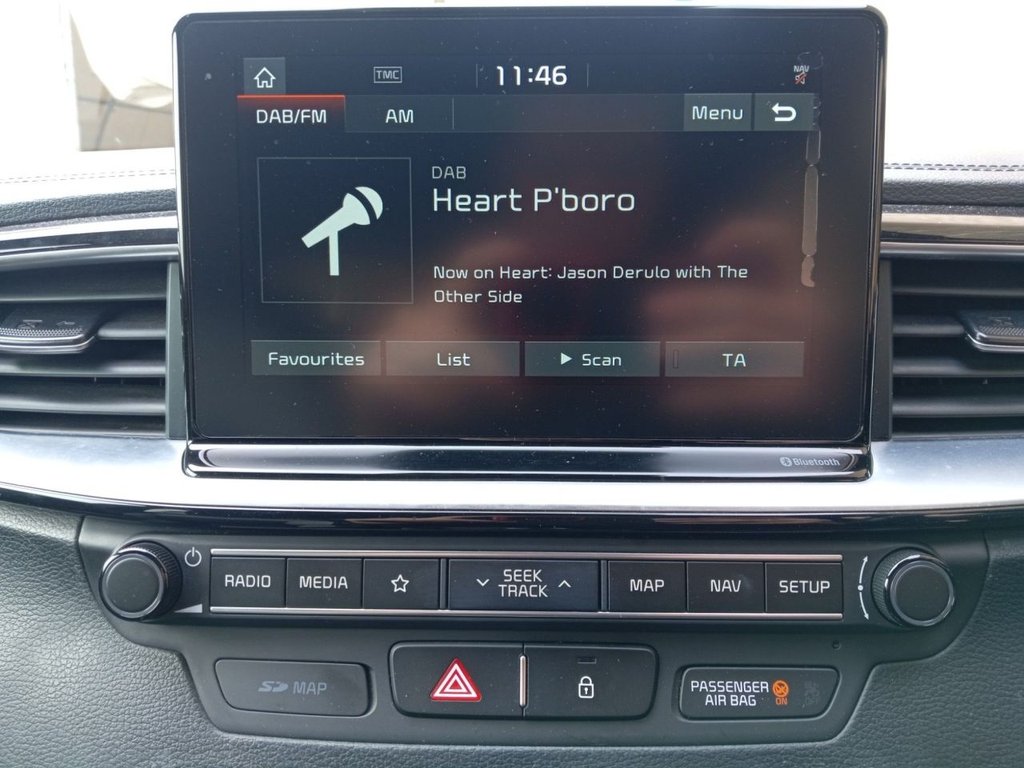 TMC 11:46 NAV
DAB/FM AM Menu
DAB
Heart P'boro
Now on Heart: Jason Derulo with The
Other Side
Favourites List Scan TA
Bluetooth
RADIO MEDIA SEEK TRACK MAP NAV SETUP
SD MAP
PASSENGER
AIR BAG ON